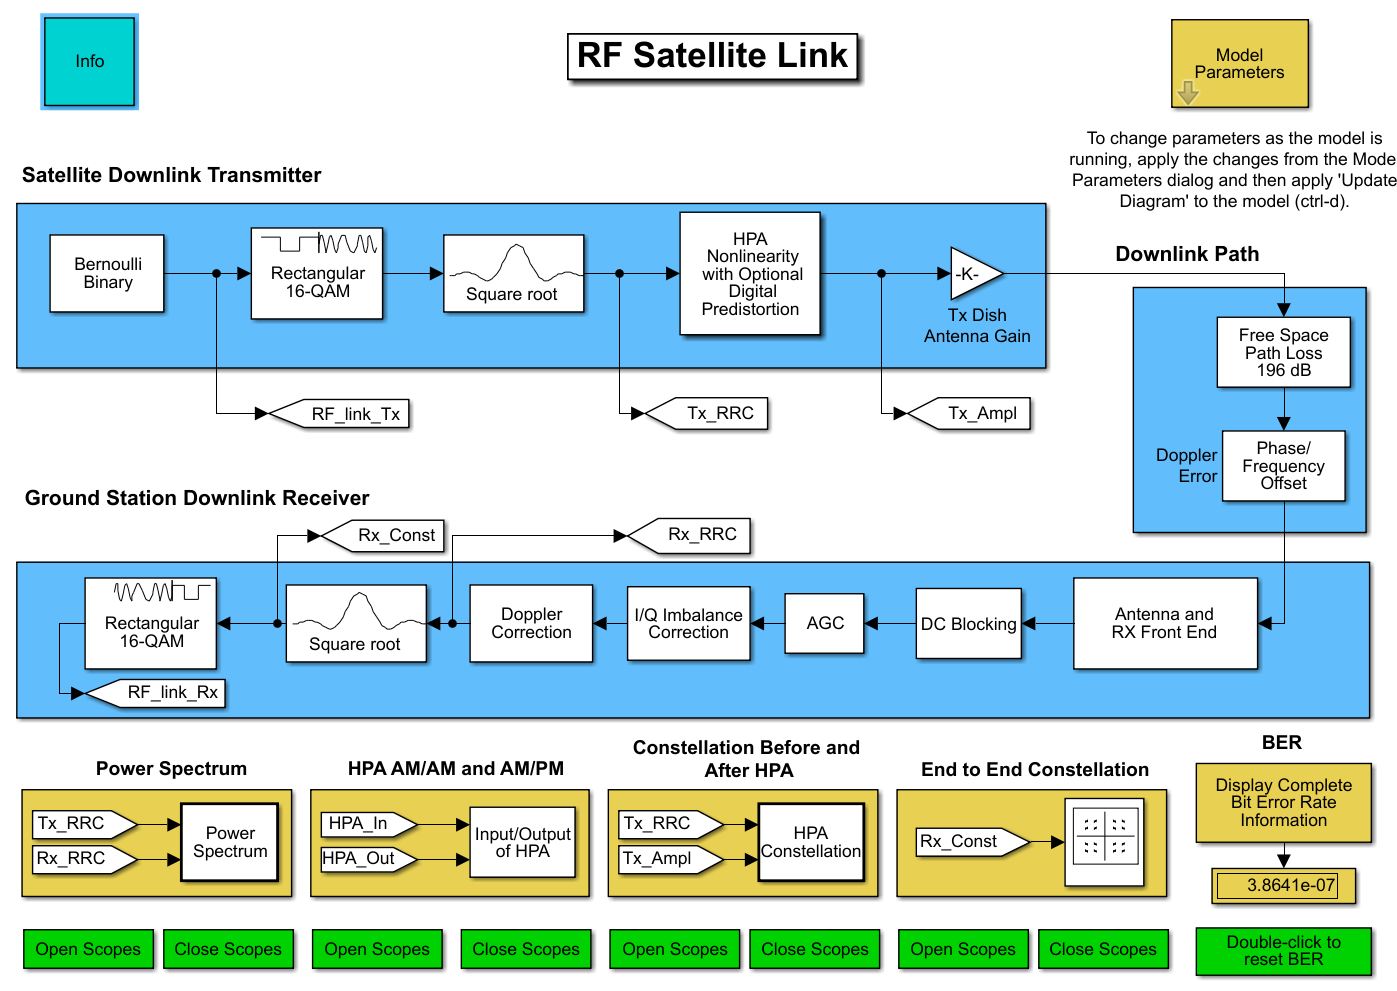 Info
RF Satellite Link
Model
Parameters
To change parameters as the model is
running, apply the changes from the Mode
Parameters dialog and then apply 'Update
Diagram' to the model (ctrl-d).
Satellite Downlink Transmitter
Bernoulli
Binary
Rectangular
16-QAM
Square root
HPA
Nonlinearity
with Optional
Digital
Predistortion
-K-
Tx Dish
Antenna Gain
RF_link_Tx
Tx_RRC
Tx_Ampl
Downlink Path
Free Space
Path Loss
196 dB
Doppler
Error
Phase/
Frequency
Offset
Ground Station Downlink Receiver
Rx_Const
Rx_RRC
Rectangular
16-QAM
Square root
Doppler
Correction
I/Q Imbalance
Correction
AGC
DC Blocking
Antenna and
RX Front End
RF_link_Rx
Power Spectrum
Tx_RRC
Rx_RRC
Power
Spectrum
Open Scopes
Close Scopes
HPA AM/AM and AM/PM
HPA_In
HPA_Out
Input/Output
of HPA
Open Scopes
Close Scopes
Constellation Before and
After HPA
Tx_RRC
Tx_Ampl
HPA
Constellation
Open Scopes
Close Scopes
End to End Constellation
Rx_Const
Open Scopes
Close Scopes
BER
Display Complete
Bit Error Rate
Information
3.8641e-07
Double-click to
reset BER